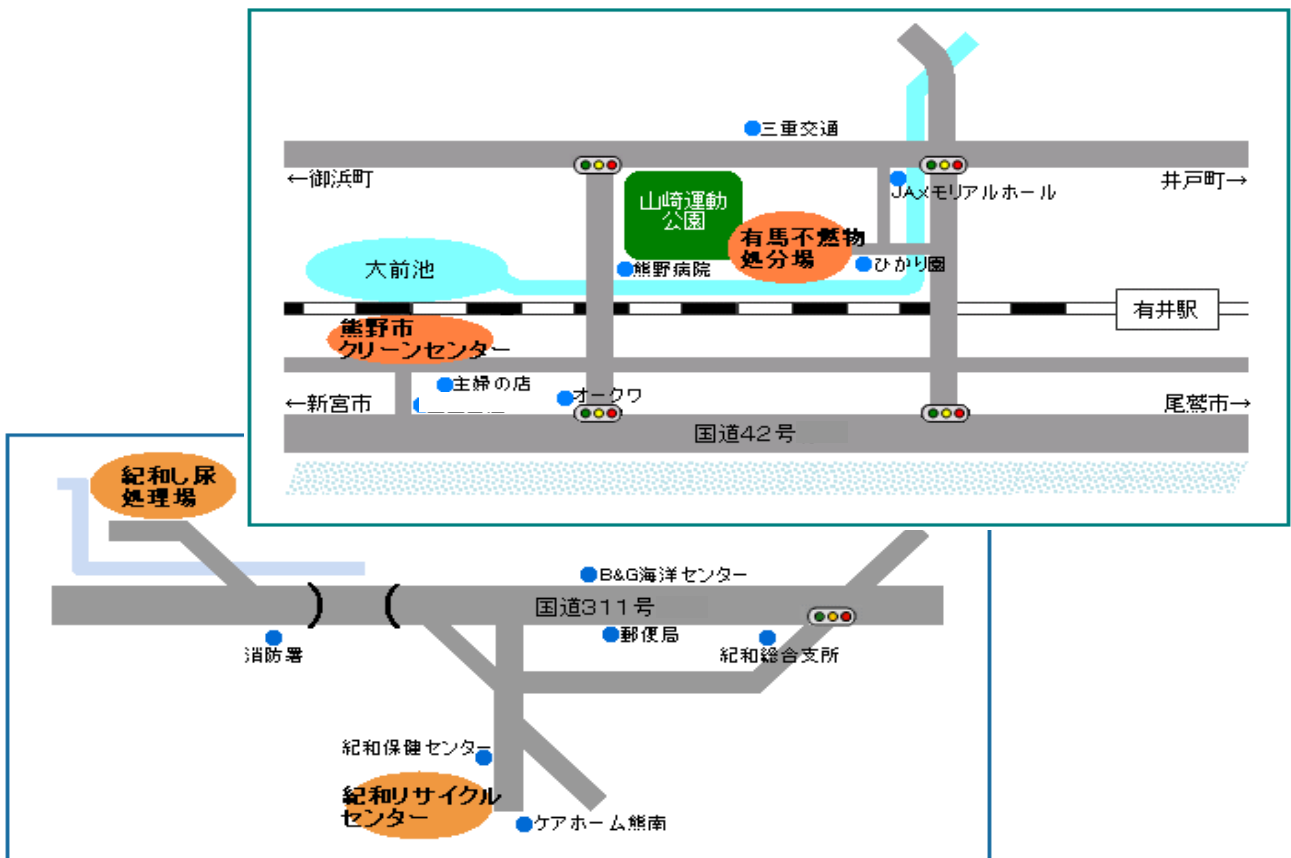 三重交通
←御浜町
井戸町→
山崎運動
公園
JAメモリアルホール
有馬不燃物
処分場
ひかり園
熊野病院
大前池
有井駅
熊野市
クリーンセンター
主婦の店
オークワ
←新宮市
尾鷲市→
国道42号
紀和し尿
処理場
B&G海洋センター
国道311号
郵便局
消防署
紀和総合支所
紀和保健センター
紀和リサイクル
センター
ケアホーム熊南